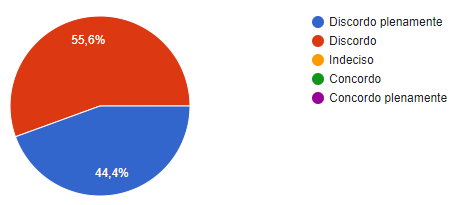 55,6%
44,4%
Discordo plenamente
Discordo
Indeciso
Concordo
Concordo plenamente